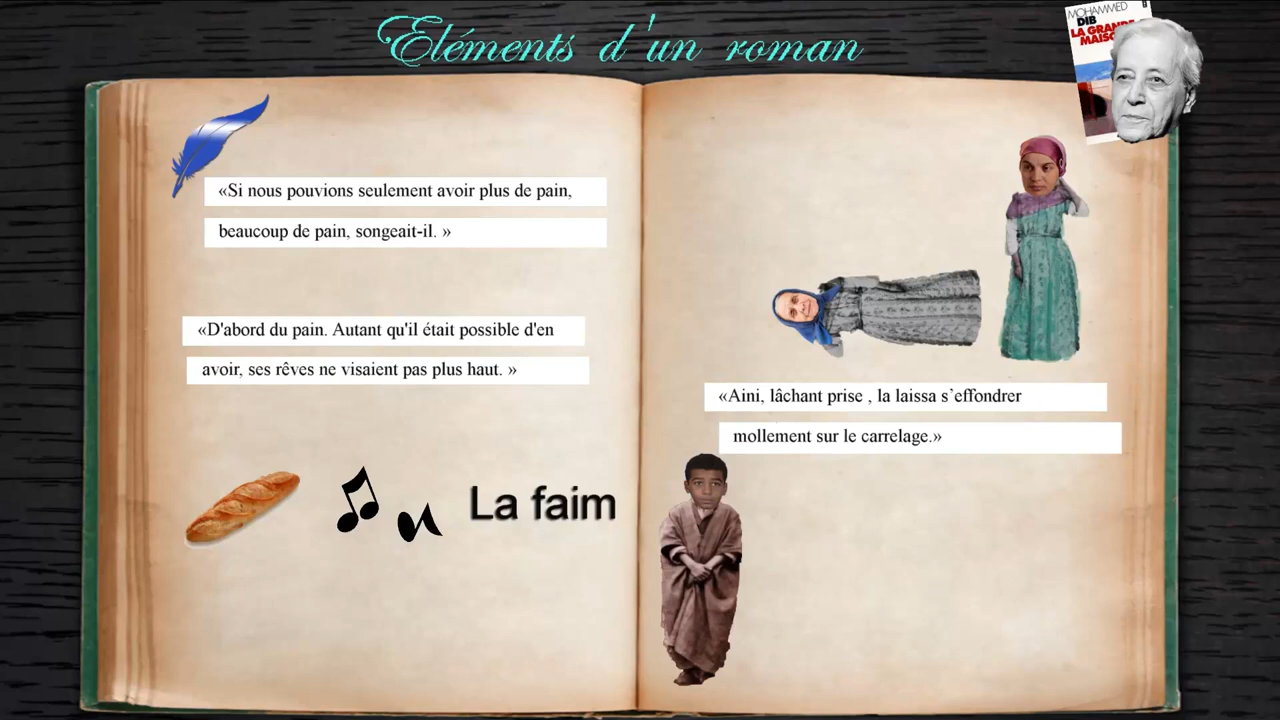 Eléments d'un roman
MOHAMMED
DIB
LA GRANDE
MAISON
«Si nous pouvions seulement avoir plus de pain,
beaucoup de pain, songeait-il. »
«D'abord du pain. Autant qu'il était possible d'en
avoir, ses rêves ne visaient pas plus haut. »
La faim
«Aini, lâchant prise , la laissa s’effondrer
mollement sur le carrelage.»